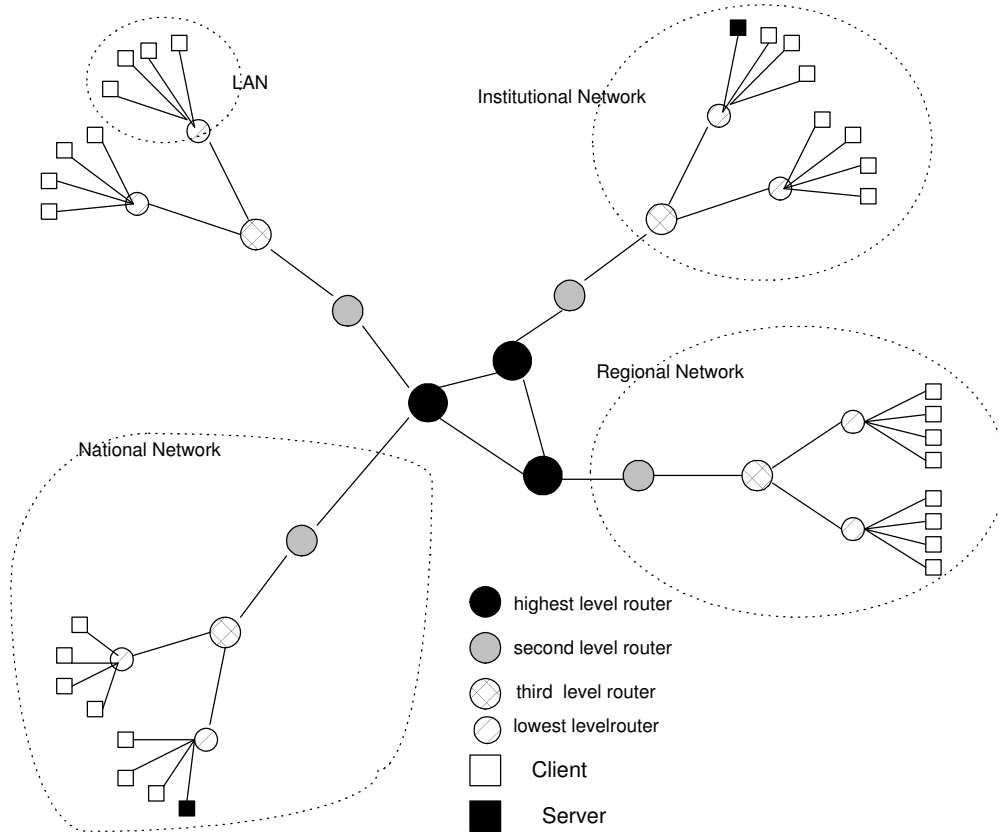 LAN
Institutional Network
Regional Network
National Network
highest level router
second level router
third level router
lowest levelrouter
Client
Server